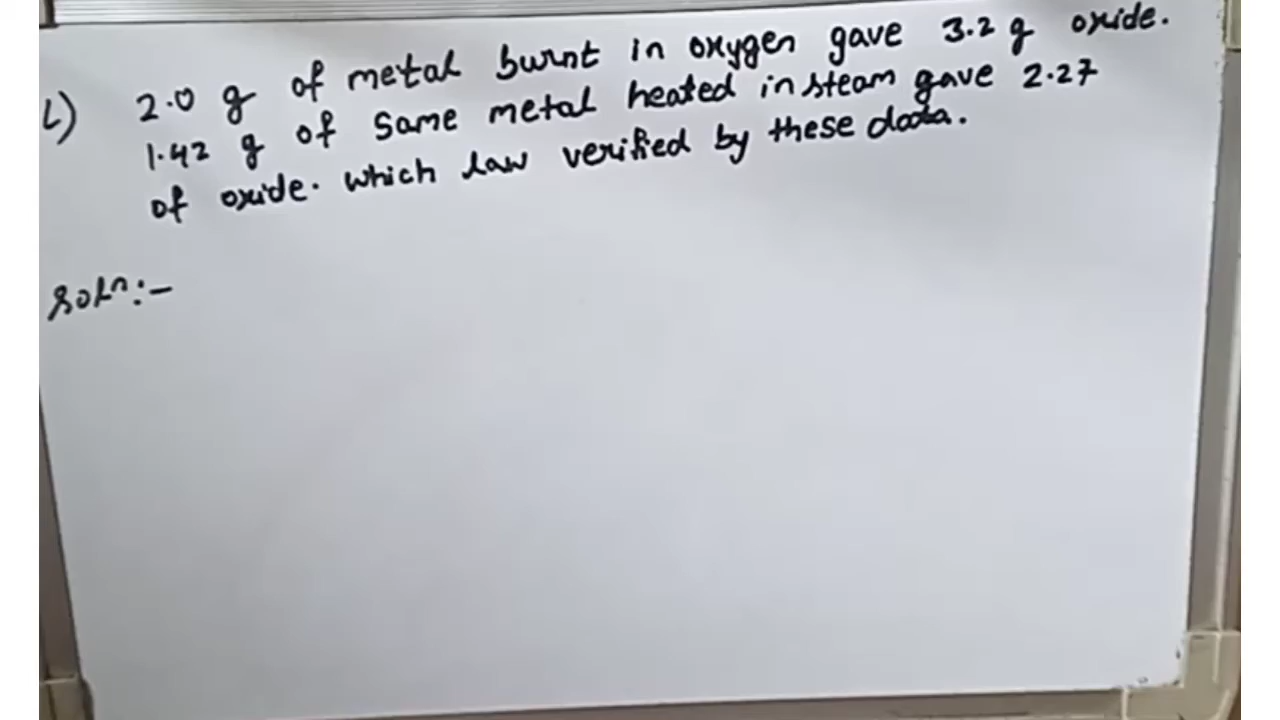 L) 2.0 g of metal burnt in oxygen gave 3.2 g oxide.
1.42 g of same metal heated in steam gave 2.27
of oxide. which law verified by these data.
Soln:-